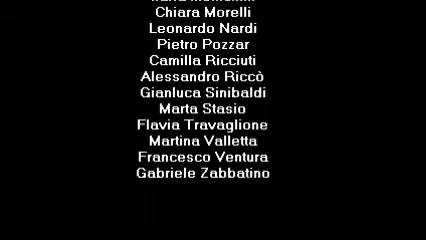 Chiara Morelli
Leonardo Nardi
Pietro Pozzar
Camilla Ricciuti
Alessandro Riccò
Gianluca Sinibaldi
Marta Stasio
Flavia Travaglione
Martina Valletta
Francesco Ventura
Gabriele Zabbatino